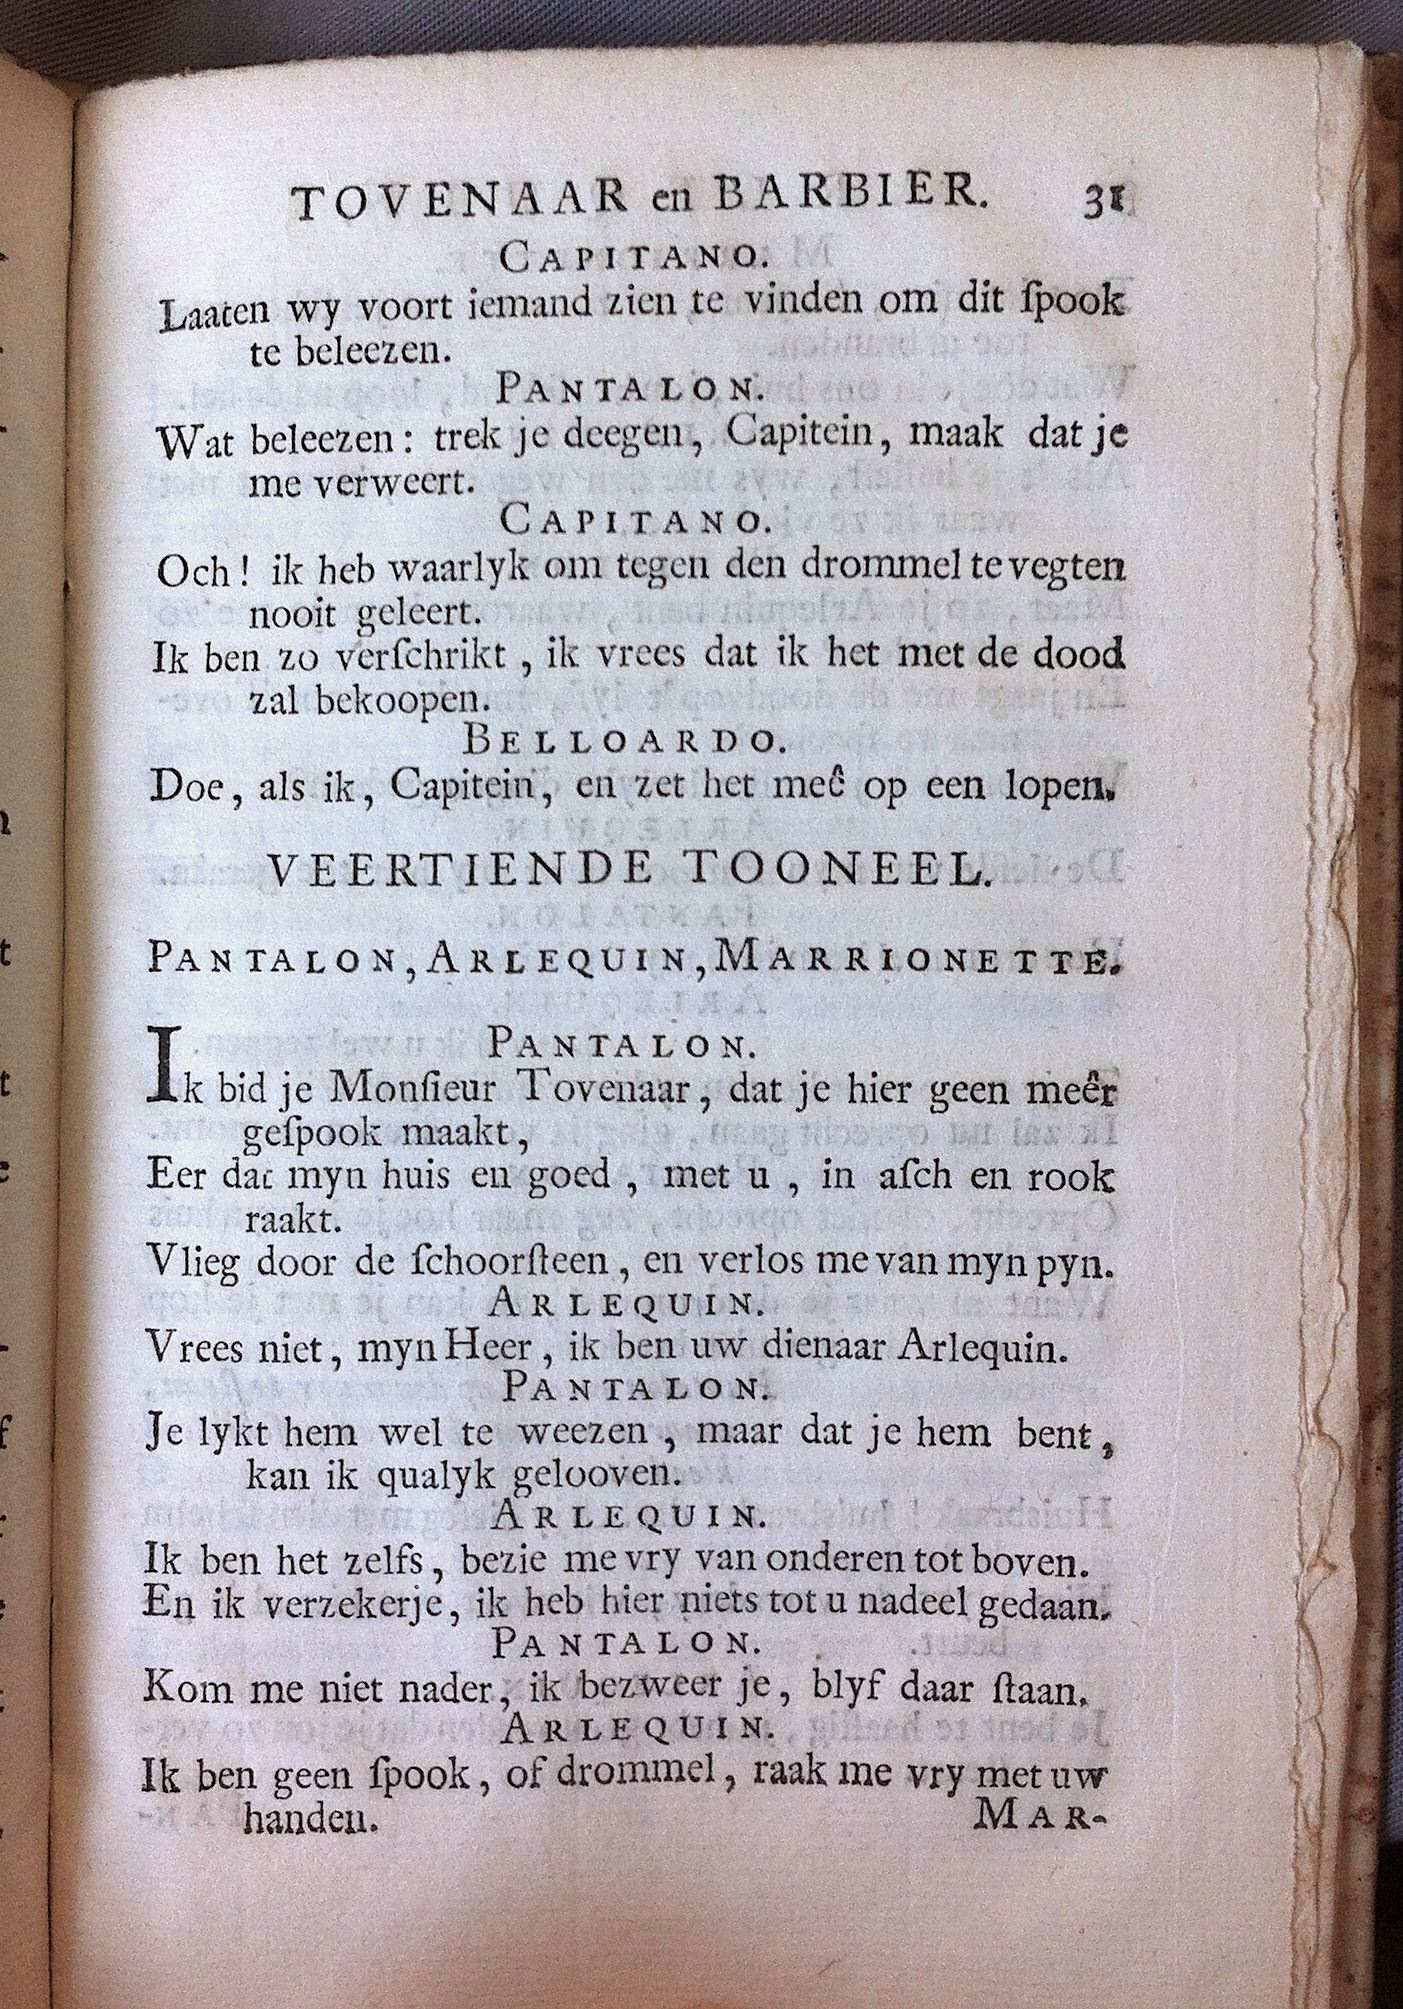 TOVENAAR en BARBIER. 31
CAPITANO.
Laaten wy voort iemand zien te vinden om dit ſpook
te beleezen.
PANTALON.
Wat beleezen: trek je deegen, Capitein, maak dat je
me verweert.
CAPITANO.
Och! ik heb waarlyk om tegen den drommel te vegten
nooit geleert.
Ik ben zo verſchrikt, ik vrees dat ik het met de dood
zal bekoopen.
BELLOARDO.
Doe, als ik, Capitein, en zet het meê op een lopen.
VEERTIENDE TOONEEL.
PANTALON, ARLEQUIN, MARRIONETTE.
PANTALON.
Ik bid je Monſieur Tovenaar, dat je hier geen meêr
geſpook maakt,
Eer dat myn huis en goed, met u, in aſch en rook
raakt.
Vlieg door de ſchoorſteen, en verlos me van myn pyn.
ARLEQUIN.
Vrees niet, myn Heer, ik ben uw dienaar Arlequin.
PANTALON.
Je lykt hem wel te weezen, maar dat je hem bent,
kan ik qualyk gelooven.
ARLEQUIN.
Ik ben het zelfs, bezie me vry van onderen tot boven.
En ik verzekerje, ik heb hier niets tot u nadeel gedaan.
PANTALON.
Kom me niet nader, ik bezweer je, blyf daar ſtaan.
ARLEQUIN.
Ik ben geen ſpook, of drommel, raak me vry met uw
handen. MAR-